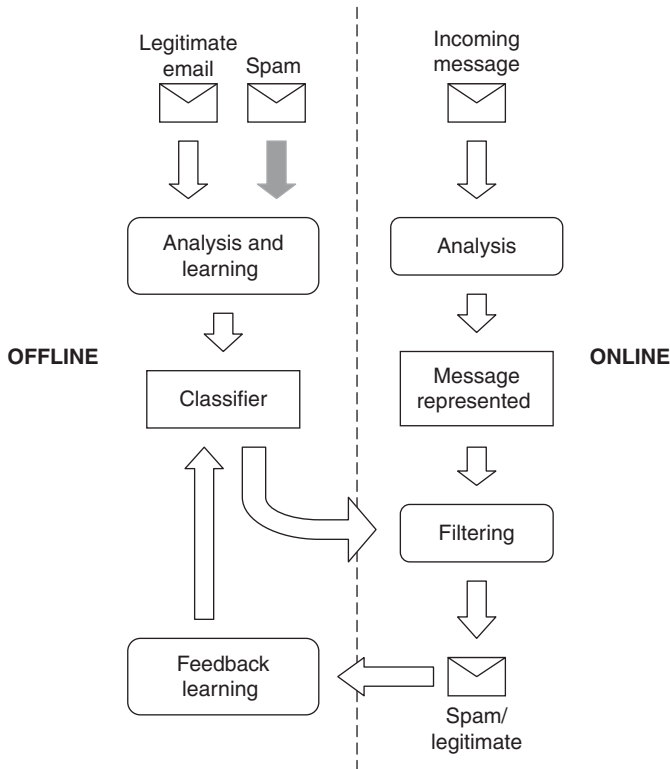 Legitimate
email
Spam
Incoming
message
Analysis and
learning
Analysis
OFFLINE
ONLINE
Classifier
Message
represented
Filtering
Feedback
learning
Spam/
legitimate